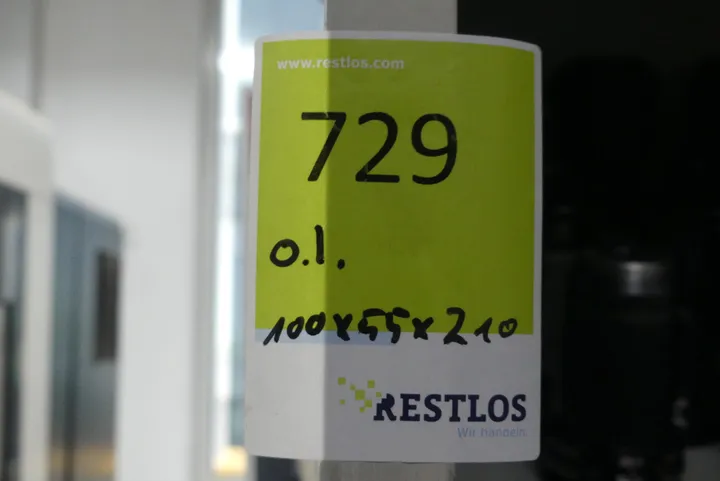 www.restlos.com
729
o.l.
100x55x210
RESTLOS
Wir handeln.